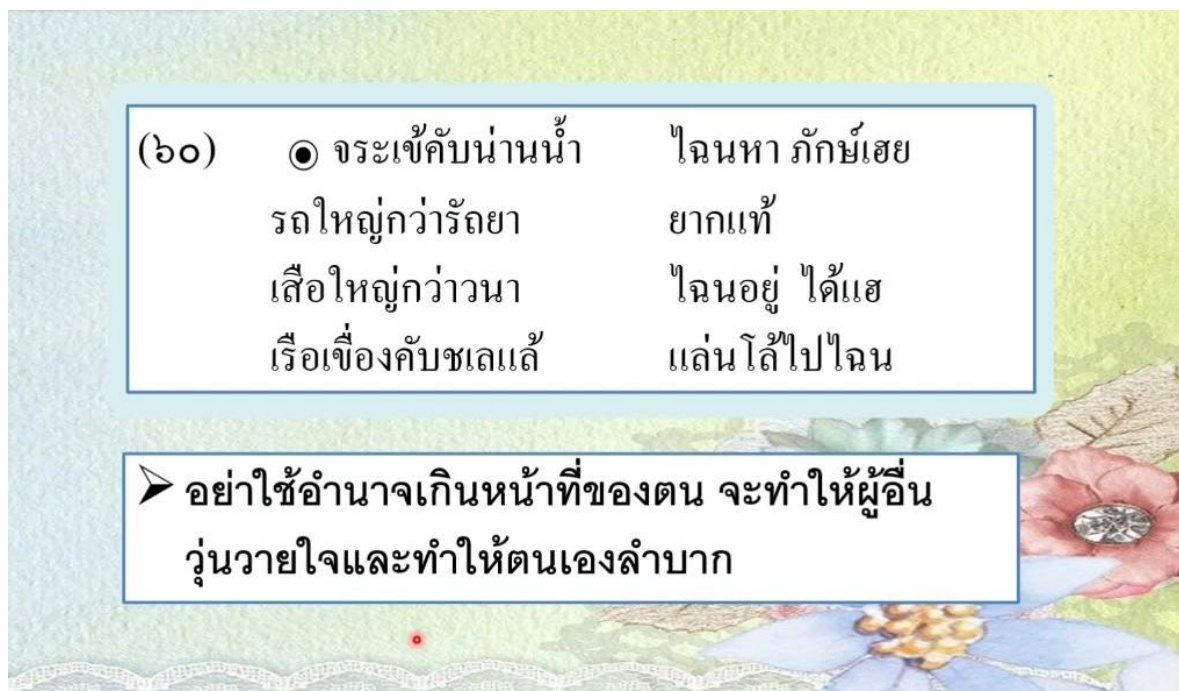 (๖๐) ๏ จระเข้คับน่านน้ำ ไฉนหา ภักษ์เฮย
รถใหญ่กว่ารัถยา ยากแท้
เสือใหญ่กว่าวนา ไฉนอยู่ ได้แฮ
เรือเขื่องคับชเลแล้ แล่นโล้ไปไฉน
➢ อย่าใช้อำนาจเกินหน้าที่ของตน จะทำให้ผู้อื่น
วุ่นวายใจและทำให้ตนเองลำบาก